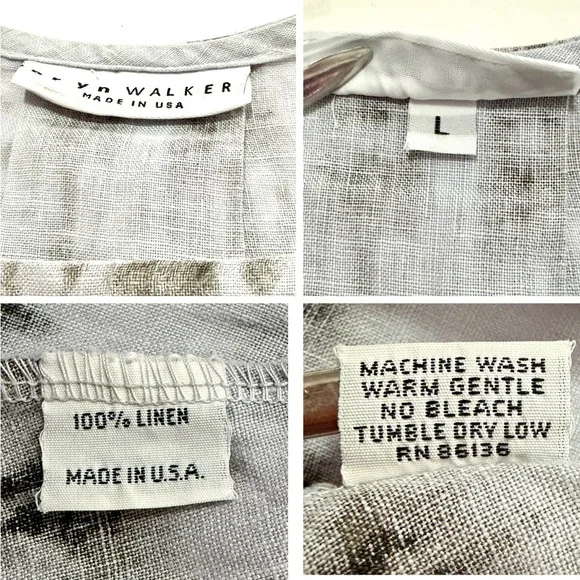 bryn WALKER
MADE IN USA
L
100% LINEN
MADE IN U.S.A.
MACHINE WASH
WARM GENTLE
NO BLEACH
TUMBLE DRY LOW
RN 86136